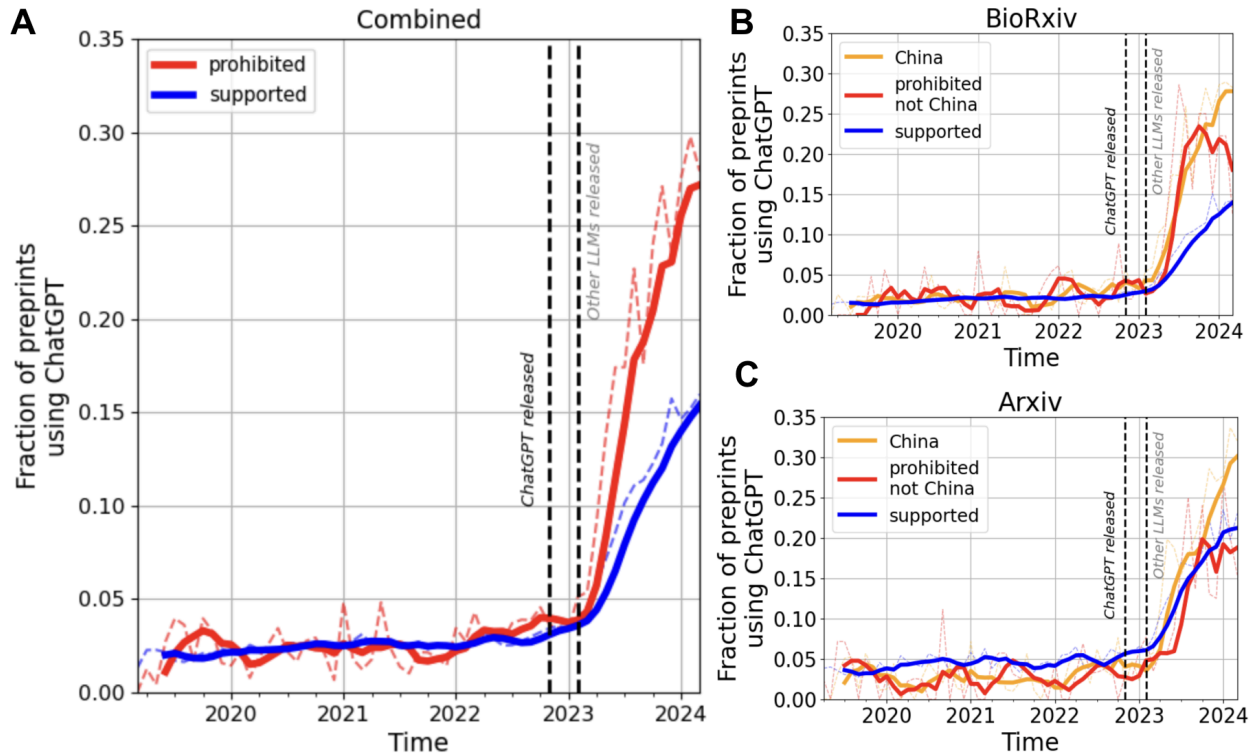 A
Combined
Fraction of preprints
using ChatGPT
0.35
0.30
0.25
0.20
0.15
0.10
0.05
0.00
prohibited
supported
ChatGPT released
Other LLMs released
2020
2021
2022
2023
2024
Time
B
BioRxiv
Fraction of preprints
using ChatGPT
0.35
0.30
0.25
0.20
0.15
0.10
0.05
0.00
China
prohibited
not China
supported
ChatGPT released
Other LLMs released
2020
2021
2022
2023
2024
Time
C
Arxiv
Fraction of preprints
using ChatGPT
0.35
0.30
0.25
0.20
0.15
0.10
0.05
0.00
China
prohibited
not China
supported
ChatGPT released
Other LLMs released
2020
2021
2022
2023
2024
Time